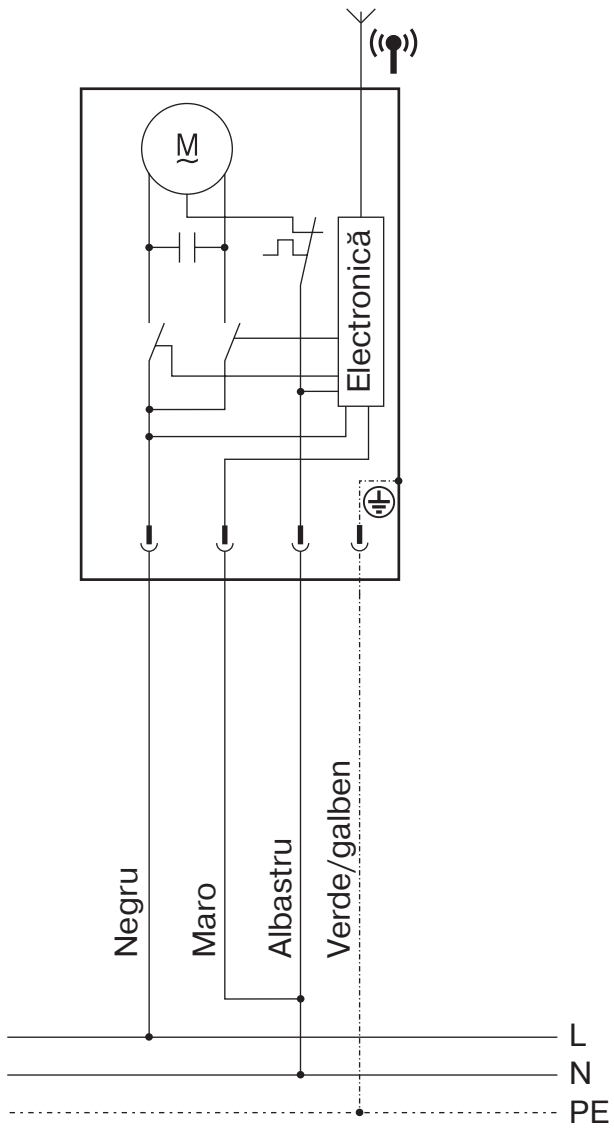 M
Electronică
Negru
Maro
Albastru
Verde/galben
L
N
PE